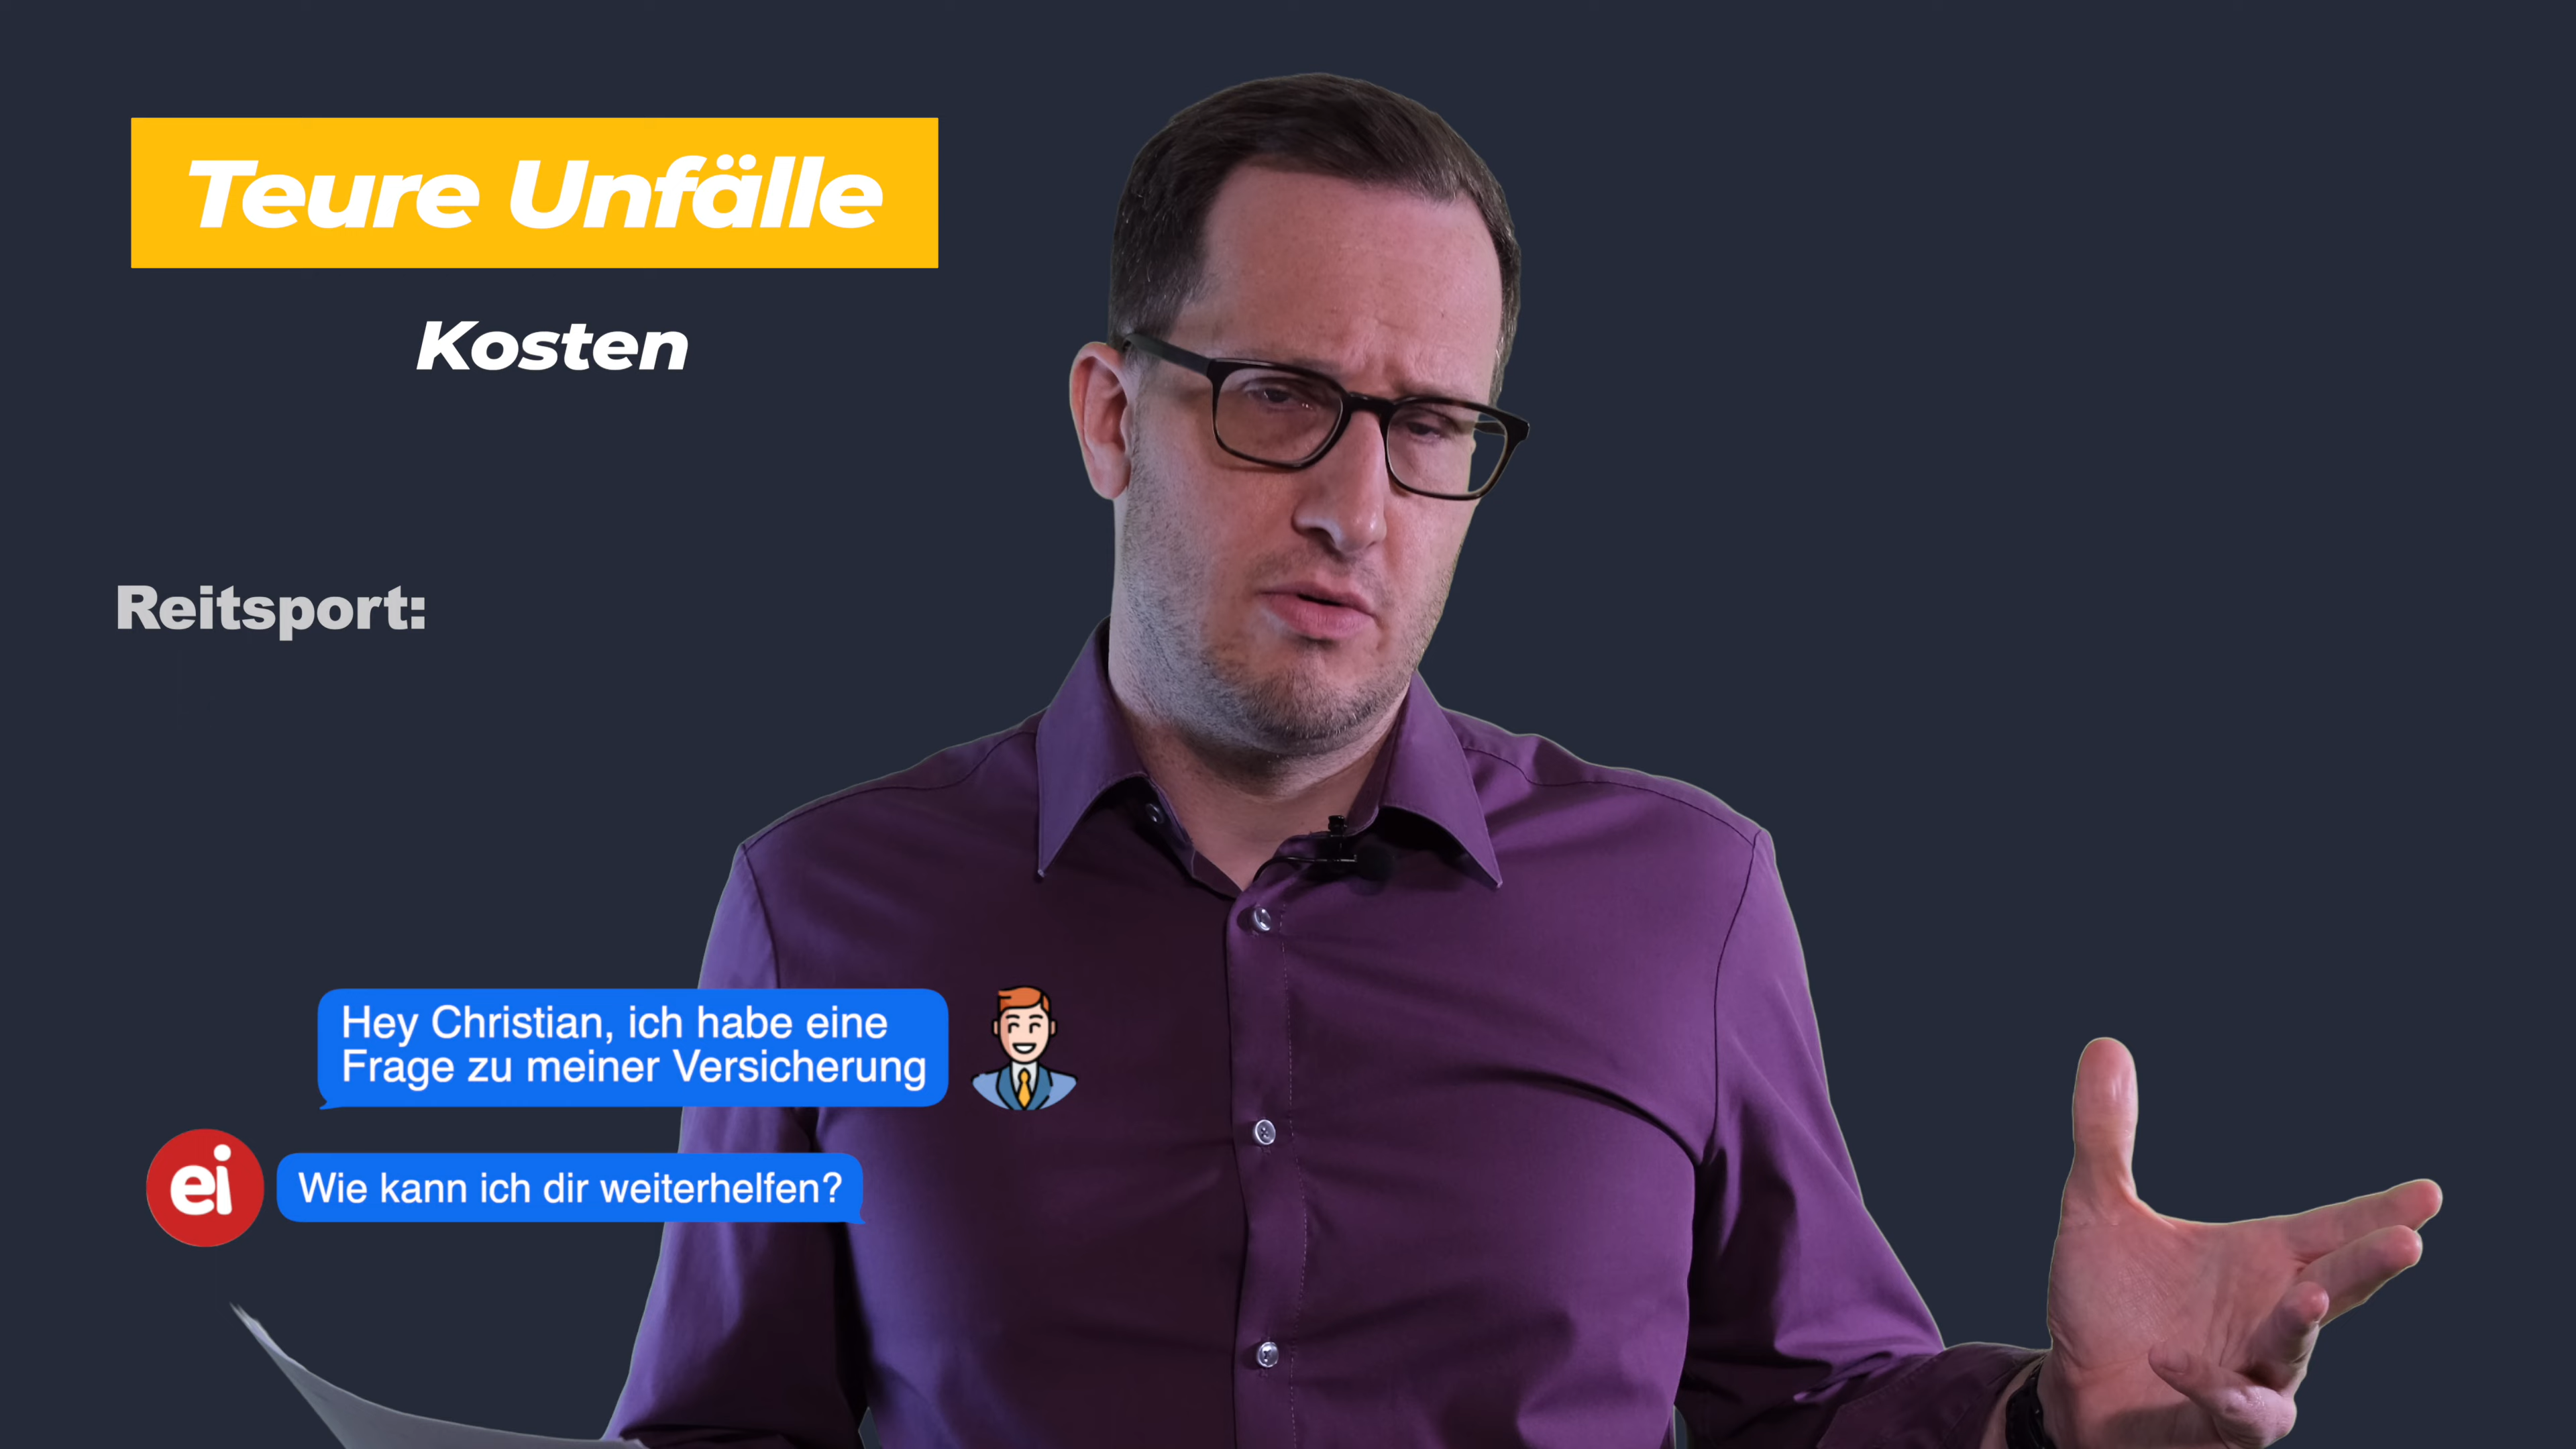 Teure Unfälle
Kosten
Reitsport:
Hey Christian, ich habe eine
Frage zu meiner Versicherung
ei
Wie kann ich dir weiterhelfen?